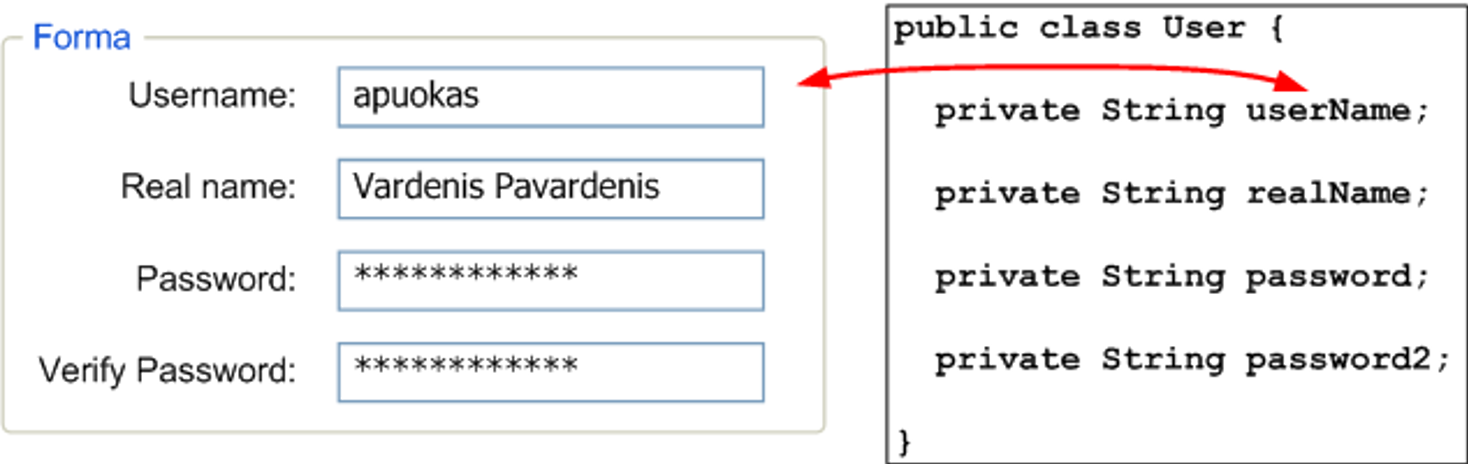 Forma
Username: apuokas
Real name: Vardenis Pavardenis
Password: ************
Verify Password: ************
public class User {
private String userName;
private String realName;
private String password;
private String password2;
}